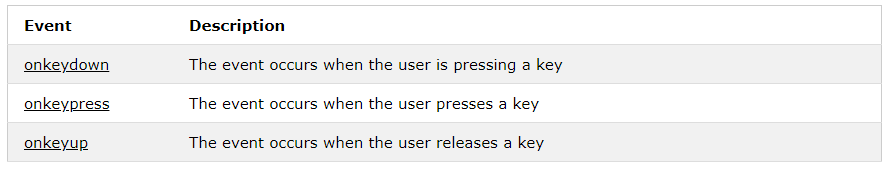 Event Description
onkeydown The event occurs when the user is pressing a key
onkeypress The event occurs when the user presses a key
onkeyup The event occurs when the user releases a key